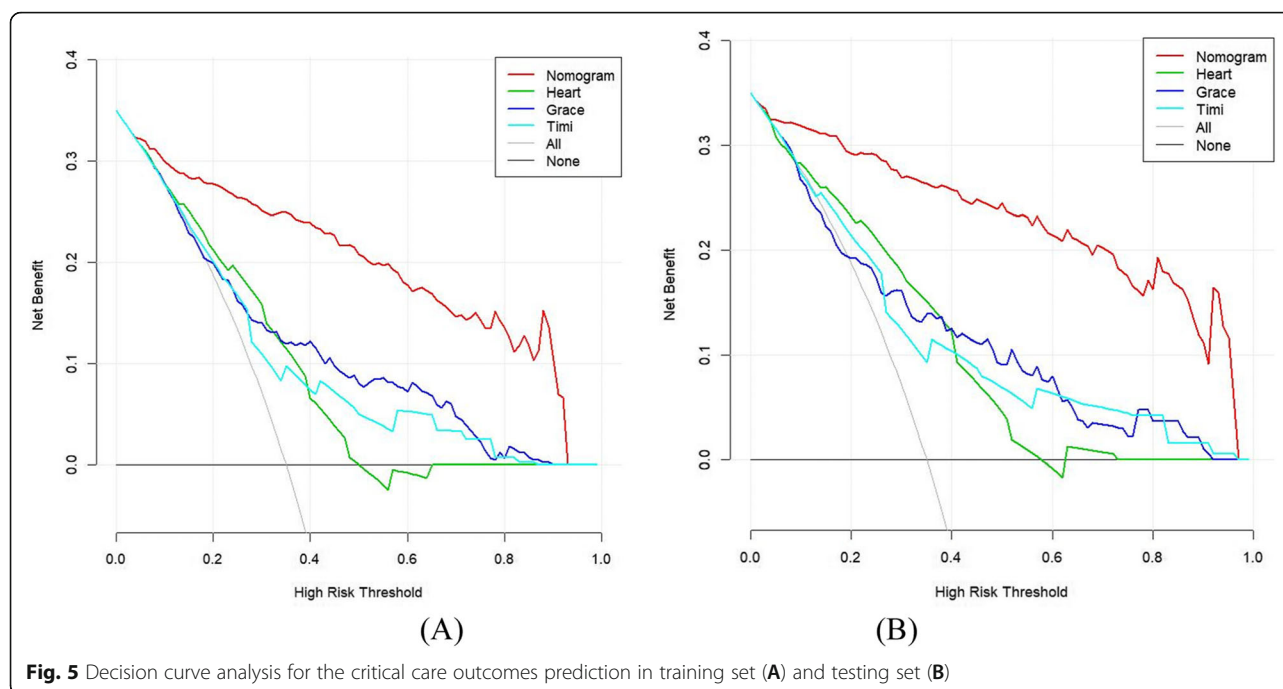 0.4
0.3
0.2
0.1
0.0
Net Benefit
0.0 0.2 0.4 0.6 0.8 1.0
High Risk Threshold
Nomogram
Heart
Grace
Timi
All
None
(A)
0.4
0.3
0.2
0.1
0.0
Net Benefit
0.0 0.2 0.4 0.6 0.8 1.0
High Risk Threshold
Nomogram
Heart
Grace
Timi
All
None
(B)
Fig. 5 Decision curve analysis for the critical care outcomes prediction in training set (A) and testing set (B)